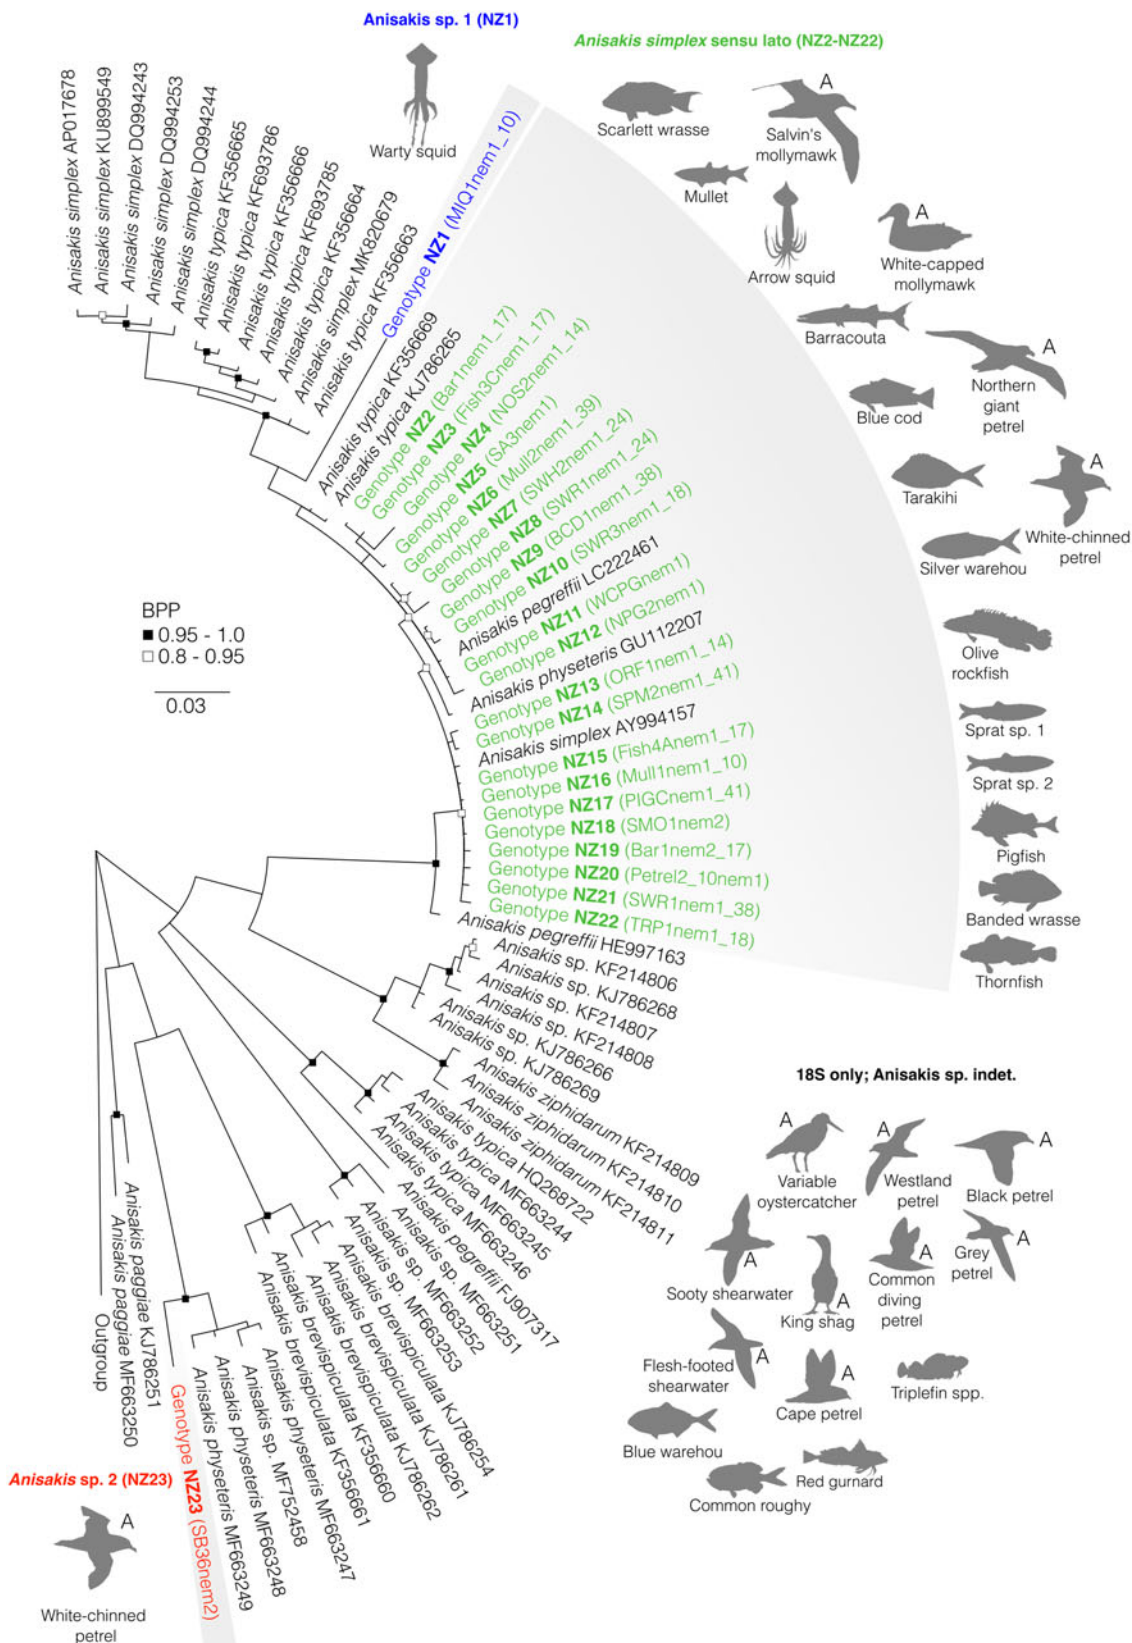 Anisakis sp. 1 (NZ1)
Warty squid
Anisakis simplex sensu lato (NZ2-NZ22)
Scarlett wrasse
A
Salvin's
mollymawk
Mullet
Arrow squid
A
White-capped
mollymawk
Barracouta
A
Northern
giant
petrel
Blue cod
Tarakihi
A
White-chinned
petrel
Silver warehou
Olive
rockfish
Sprat sp. 1
Sprat sp. 2
Pigfish
Banded wrasse
Thornfish
Anisakis simplex AP017678
Anisakis simplex KU899549
Anisakis simplex DQ994243
Anisakis simplex DQ994253
Anisakis simplex DQ994244
Anisakis typica KF356665
Anisakis typica KF693786
Anisakis typica KF356666
Anisakis typica KF693785
Anisakis typica KF356664
Anisakis simplex MK820679
Anisakis typica KF356663
Genotype NZ1 (MIQ1nem1_10)
Anisakis typica KF356669
Anisakis typica KJ786265
Genotype NZ2 (Bar1nem1_17)
Genotype NZ3 (Fish3Cnem1_17)
Genotype NZ4 (NOS2nem1_14)
Genotype NZ5 (SA3nem1)
Genotype NZ6 (Mull2nem1_39)
Genotype NZ7 (SWH2nem1_24)
Genotype NZ8 (SWR1nem1_24)
Genotype NZ9 (BCD1nem1_38)
Genotype NZ10 (SWR3nem1_18)
Anisakis pegreffii LC222461
Genotype NZ11 (WCPGnem1)
Genotype NZ12 (NPG2nem1)
Anisakis physeteris GU112207
Genotype NZ13 (ORF1nem1_14)
Genotype NZ14 (SPM2nem1_41)
Anisakis simplex AY994157
Genotype NZ15 (Fish4Anem1_17)
Genotype NZ16 (Mull1nem1_10)
Genotype NZ17 (PIGCnem1_41)
Genotype NZ18 (SMO1nem2)
Genotype NZ19 (Bar1nem2_17)
Genotype NZ20 (Petrel2_10nem1)
Genotype NZ21 (SWR1nem1_38)
Genotype NZ22 (TRP1nem1_18)
Anisakis pegreffii HE997163
Anisakis sp. KF214806
Anisakis sp. KJ786268
Anisakis sp. KF214807
Anisakis sp. KF214808
Anisakis sp. KJ786266
Anisakis sp. KJ786269
Anisakis ziphidarum KF214809
Anisakis ziphidarum KF214810
Anisakis ziphidarum KF214811
Anisakis typica HQ268722
Anisakis typica MF663244
Anisakis typica MF663245
Anisakis typica MF663246
Anisakis pegreffii FJ907317
Anisakis sp. MF663251
Anisakis sp. MF663252
Anisakis sp. MF663253
Anisakis brevispiculata KJ786254
Anisakis brevispiculata KJ786261
Anisakis brevispiculata KJ786262
Anisakis brevispiculata KF356660
Anisakis brevispiculata KF356661
Anisakis physeteris MF663247
Anisakis sp. MF752458
Anisakis physeteris MF663248
Anisakis physeteris MF663249
Genotype NZ23 (SB36nem2)
Anisakis paggiae KJ786251
Anisakis paggiae MF663250
Outgroup
BPP
0.95 - 1.0
0.8 - 0.95
0.03
Anisakis sp. 2 (NZ23)
A
White-chinned
petrel
18S only; Anisakis sp. indet.
A
Variable
oystercatcher
A
Westland
petrel
A
Black petrel
A
Sooty shearwater
A
King shag
A
Common
diving
petrel
A
Grey
petrel
A
Flesh-footed
shearwater
A
Cape petrel
Triplefin spp.
Blue warehou
Common roughy
Red gurnard